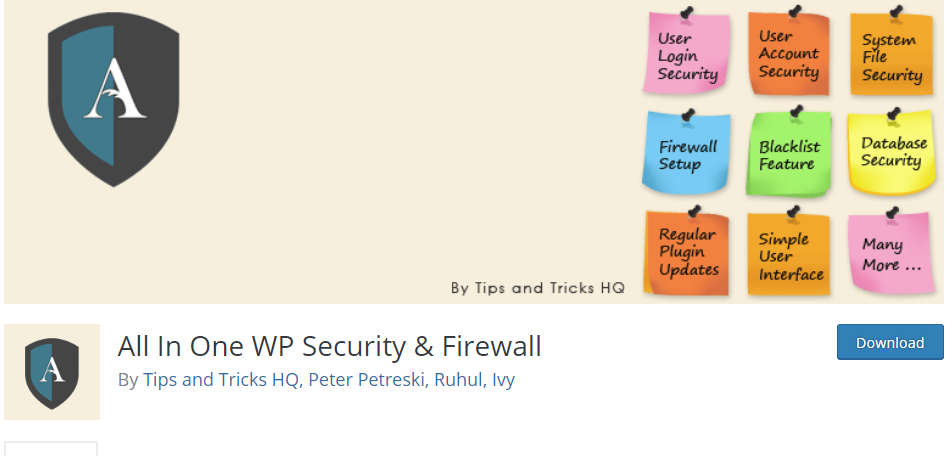 A
User
Login
Security
User
Account
Security
System
File
Security
Firewall
Setup
Blacklist
Feature
Database
Security
Regular
Plugin
Updates
Simple
User
Interface
Many
More ...
By Tips and Tricks HQ
A
All In One WP Security & Firewall
Download
By Tips and Tricks HQ, Peter Petreski, Ruhul, Ivy